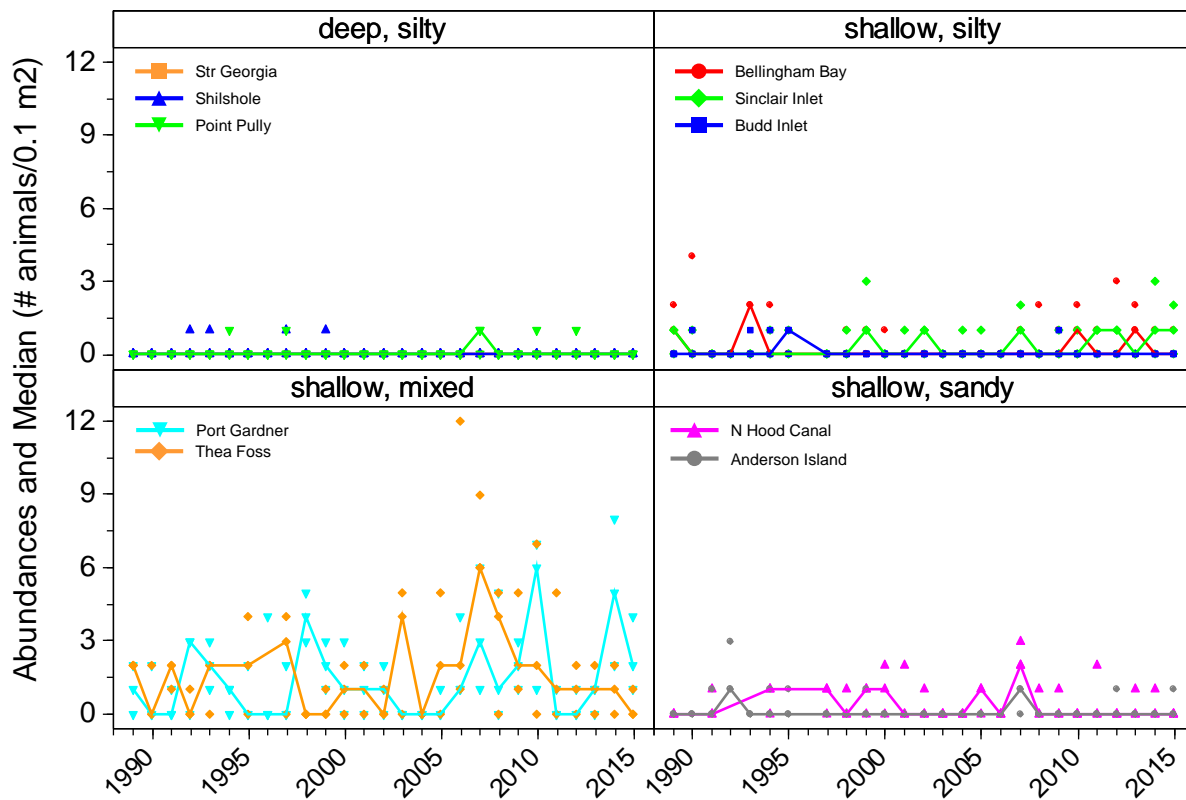 Abundances and Median (# animals/0.1 m2)
deep, silty
12
9
6
3
0
Str Georgia
Shilshole
Point Pully
shallow, silty
Bellingham Bay
Sinclair Inlet
Budd Inlet
shallow, mixed
12
9
6
3
0
Port Gardner
Thea Foss
shallow, sandy
N Hood Canal
Anderson Island
1990 1995 2000 2005 2010 2015
1990 1995 2000 2005 2010 2015